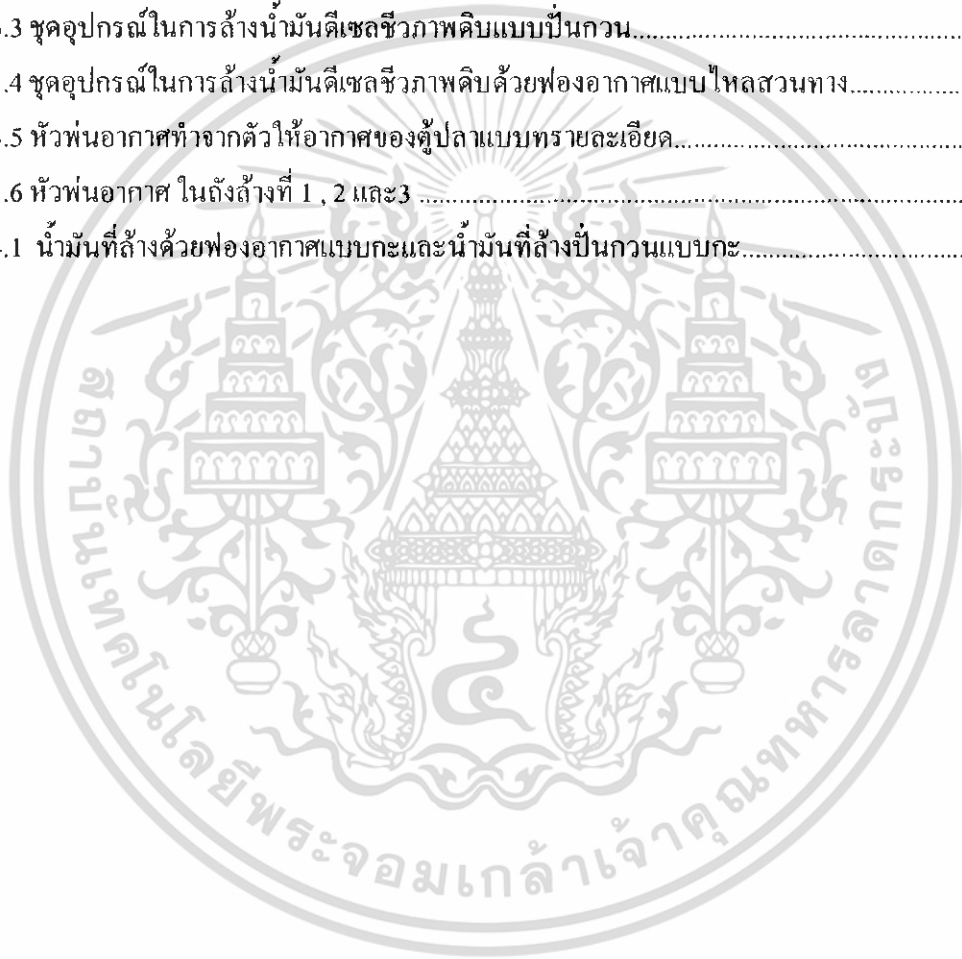 .3 ชุดอุปกรณ์ในการล้างน้ำมันดีเซลชีวภาพดิบแบบปั่นกวน
.4 ชุดอุปกรณ์ในการล้างน้ำมันดีเซลชีวภาพดิบด้วยฟองอากาศแบบไหลสวนทาง
.5 หัวพ่นอากาศทำจากตัวให้อากาศของตู้ปลาแบบทรายละเอียด
.6 หัวพ่นอากาศ ในถังล้างที่ 1 , 2 และ3
.1 น้ำมันที่ล้างด้วยฟองอากาศแบบกะและน้ำมันที่ล้างปั่นกวนแบบกะ
สถาบันเทคโนโลยีพระจอมเกล้าเจ้าคุณทหารลาดกระบัง